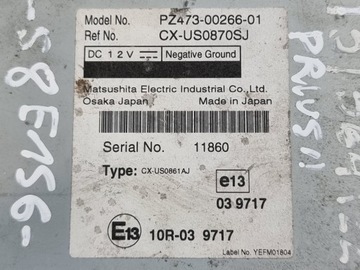 Model No. PZ473-00266-01
Ref No. CX-US0870SJ
DC 12V Negative Ground
Matsushita Electric Industrial Co.,Ltd.
Osaka Japan Made in Japan
Serial No. 11860
Type: CX-US0861AJ
e13
03 9717
E13 10R-03 9717
Label No. YEFM01804
PRIUS II